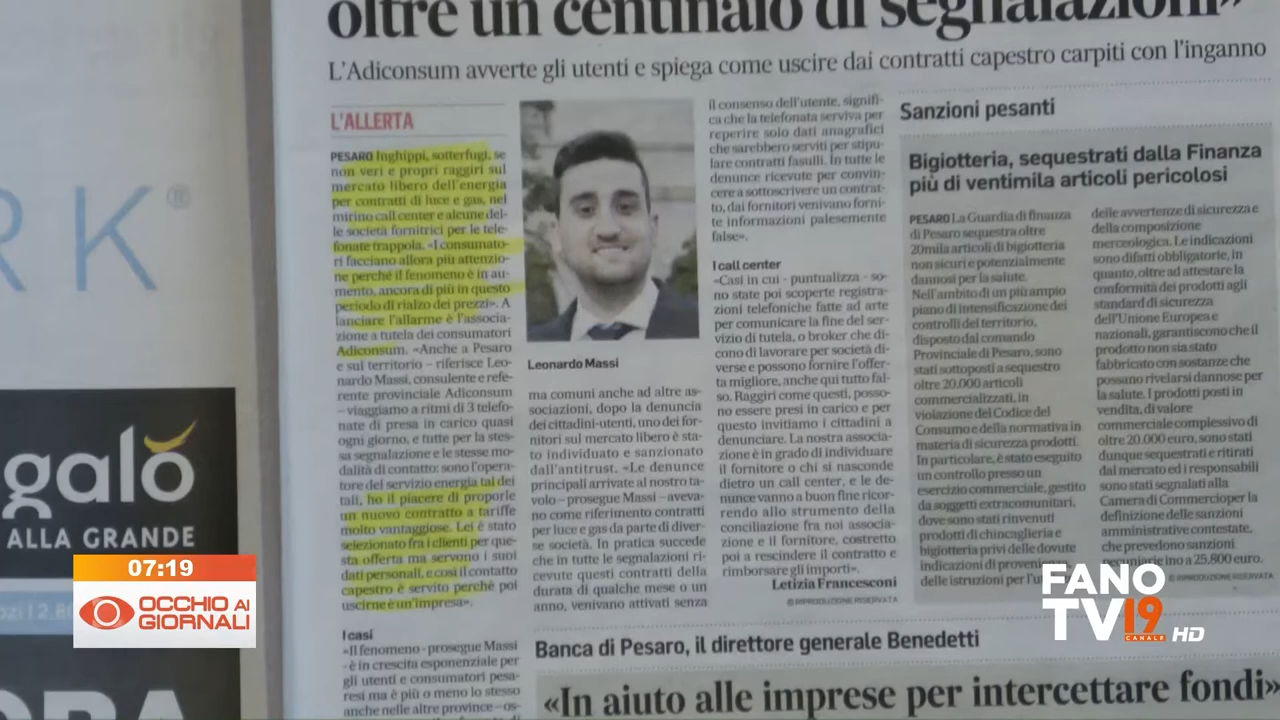 oltre un centinaio di segnalazioni»
L'Adiconsum avverte gli utenti e spiega come uscire dai contratti capestro carpiti con l'inganno
L'ALLERTA
PESARO Inghippi, sotterfugi, se
non veri e propri raggiri sul
mercato libero dell'energia
per contratti di luce e gas, nel
mirino call center e alcune del-
le società fornitrici per le tele-
fonate trappola. «I consumato-
ri facciano allora più attenzio-
ne perché il fenomeno è in au-
mento, ancora di più in questo
periodo di rialzo dei prezzi». A
lanciare l'allarme è l'associa-
zione a tutela dei consumatori
Adiconsum. «Anche a Pesaro
e sul territorio – riferisce Leo-
nardo Massi, consulente e refe-
rente provinciale Adiconsum
– viaggiamo a ritmi di 3 telefo-
nate di presa in carico quasi
ogni giorno, e tutte per la stes-
sa segnalazione e le stesse mo-
dalità di contatto: sono l'opera-
tore del servizio energia tal dei
tali, ho il piacere di proporle
un nuovo contratto a tariffe
molto vantaggiose. Lei è stato
selezionato fra i clienti per que-
sta offerta ma servono i suoi
dati personali, e così il contatto
capestro è servito perché poi
uscirne è un'impresa».
I casi
«Il fenomeno - prosegue Massi
- è in crescita esponenziale per
gli utenti e consumatori pesa-
resi ma è più o meno lo stesso
anche nelle altre province – os-
Leonardo Massi
ma comuni anche ad altre as-
sociazioni, dopo la denuncia
dei cittadini-utenti, uno dei for-
nitori sul mercato libero è sta-
to individuato e sanzionato
dall'antitrust. «Le denunce
principali arrivate al nostro ta-
volo – prosegue Massi – aveva-
no come riferimento contratti
per luce e gas da parte di diver-
se società. In pratica succede
che in tutte le segnalazioni ri-
cevute questi contratti della
durata di qualche mese o un
anno, venivano attivati senza
il consenso dell'utente, signifi-
ca che la telefonata serviva per
reperire solo dati anagrafici
che sarebbero serviti per stipu-
lare contratti fasulli. In tutte le
denunce ricevute per convin-
cere a sottoscrivere un contrat-
to, dai fornitori venivano forni-
te informazioni palesemente
false».
I call center
«Casi in cui - puntualizza - so-
no state poi scoperte registra-
zioni telefoniche fatte ad arte
per comunicare la fine del ser-
vizio di tutela, o broker che di-
cono di lavorare per società di-
verse e possono fornire l'offer-
ta migliore, anche qui tutto fal-
so. Raggiri come questi, posso-
no essere presi in carico e per
questo invitiamo i cittadini a
denunciare. La nostra associa-
zione è in grado di individuare
il fornitore o chi si nasconde
dietro un call center, e le de-
nunce vanno a buon fine ricor-
rendo allo strumento della
conciliazione fra noi associa-
zione e il fornitore, costretto
poi a rescindere il contratto e
rimborsare gli importi».
Letizia Francesconi
© RIPRODUZIONE RISERVATA
Sanzioni pesanti
Bigiotteria, sequestrati dalla Finanza
più di ventimila articoli pericolosi
PESARO La Guardia di finanza
di Pesaro sequestra oltre
20mila articoli di bigiotteria
non sicuri e potenzialmente
dannosi per la salute.
Nell'ambito di un più ampio
piano di intensificazione dei
controlli del territorio,
disposto dal comando
Provinciale di Pesaro, sono
stati sottoposti a sequestro
oltre 20.000 articoli
commercializzati, in
violazione del Codice del
Consumo e della normativa in
materia di sicurezza prodotti.
In particolare, è stato eseguito
un controllo presso un
esercizio commerciale, gestito
da soggetti extracomunitari,
dove sono stati rinvenuti
prodotti di chincaglieria e
bigiotteria privi delle dovute
indicazioni di
delle istruzioni per
delle avvertenze di sicurezza e
della composizione
merceologica. Le indicazioni
sono difatti obbligatorie, in
quanto, oltre ad attestare la
conformità dei prodotti agli
standard di sicurezza
dell'Unione Europea e
nazionali, garantiscono che il
prodotto non sia stato
fabbricato con sostanze che
possano rivelarsi dannose per
la salute. I prodotti posti in
vendita, di valore
commerciale complessivo di
oltre 20.000 euro, sono stati
dunque sequestrati e ritirati
dal mercato ed i responsabili
sono stati segnalati alla
Camera di Commercio per la
definizione delle sanzioni
amministrative contestate,
che prevedono sanzioni
pecuniarie ino a 25.800 euro.
© RIPRODUZIONE RISERVATA
Banca di Pesaro, il direttore generale Benedetti
«In aiuto alle imprese per intercettare fondi»
RK®
galò
ALLA GRANDE
07:19
OCCHIO AI
GIORNALI
FANO
TV19
CANALE HD